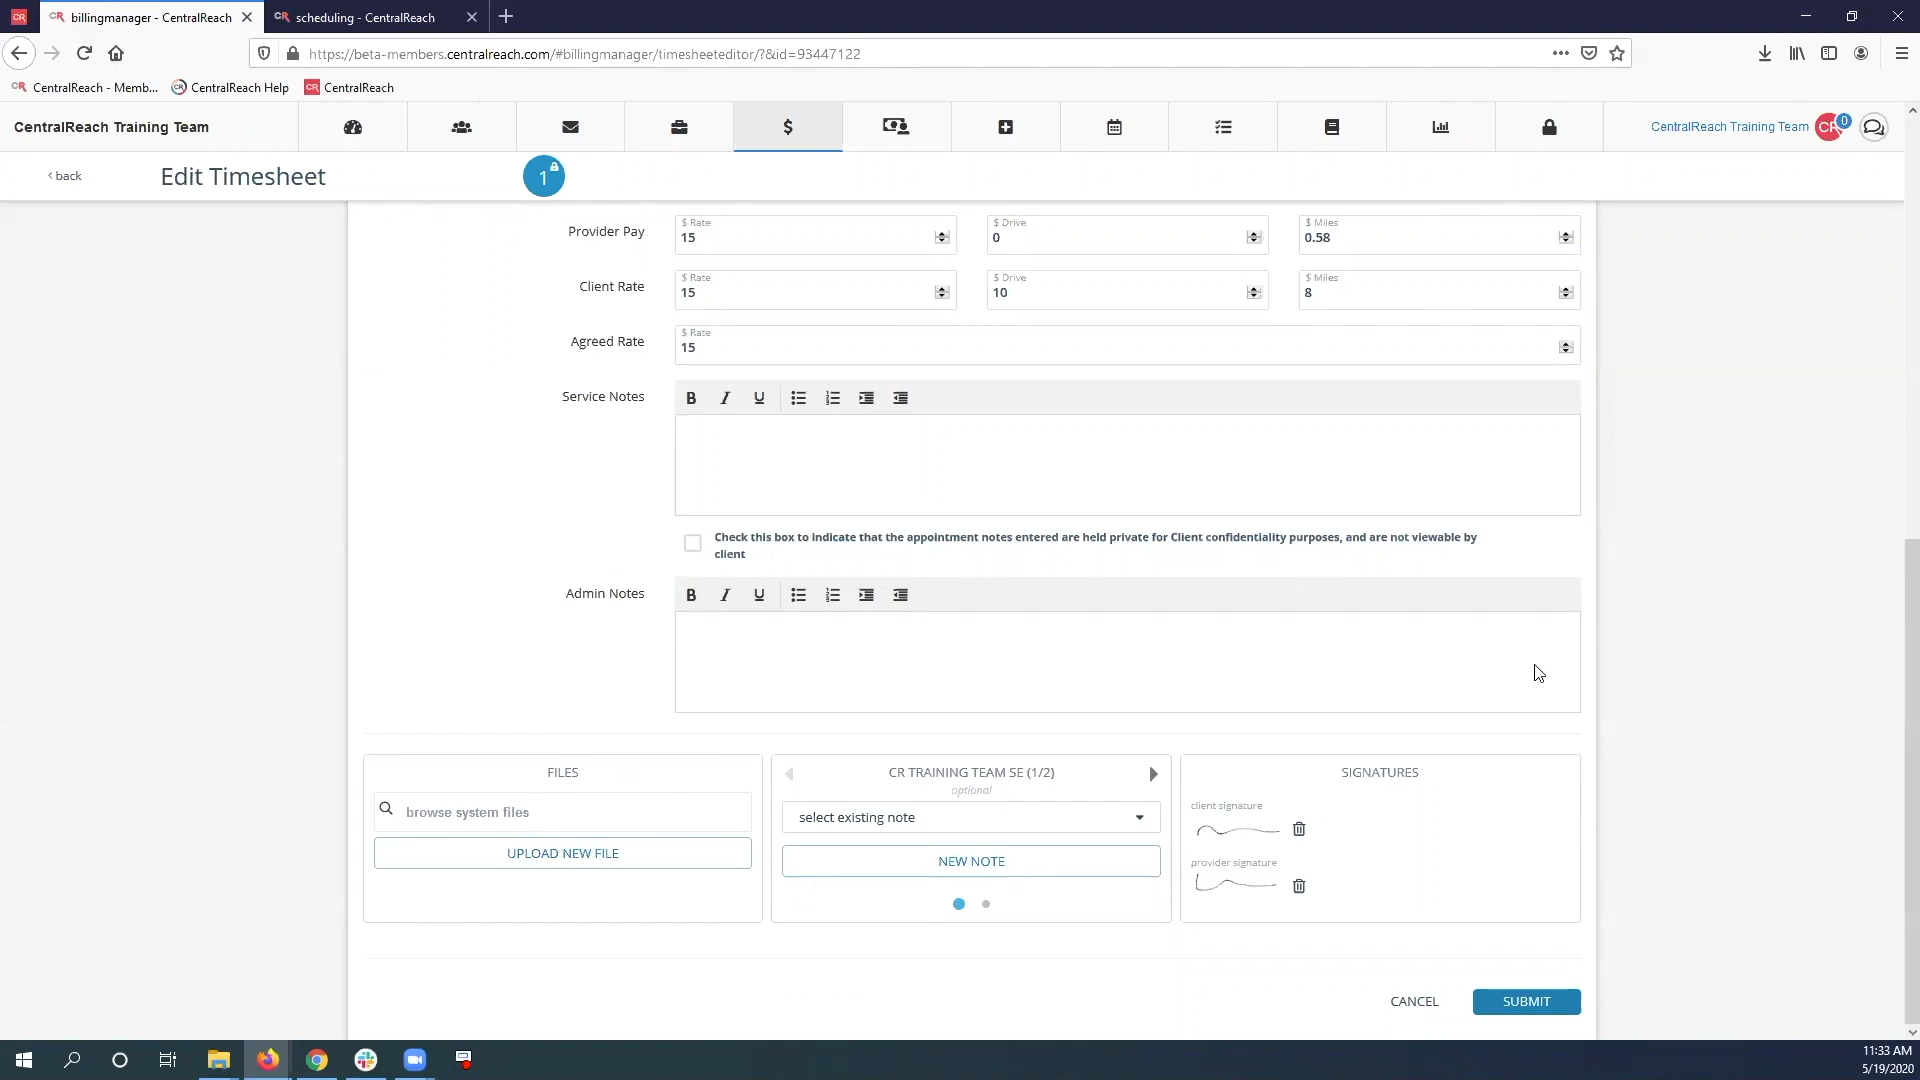 billingmanager - CentralReach
scheduling - CentralReach
https://beta-members.centralreach.com/#billingmanager/timesheeteditor/?&id=93447122
CR CentralReach - Memb...
CR CentralReach Help
CR CentralReach
CentralReach Training Team
CentralReach Training Team
CR
0
‹ back
Edit Timesheet
1
Provider Pay
$ Rate
15
$ Drive
0
$ Miles
0.58
Client Rate
$ Rate
15
$ Drive
10
$ Miles
8
Agreed Rate
$ Rate
15
Service Notes
B I U
Check this box to indicate that the appointment notes entered are held private for Client confidentiality purposes, and are not viewable by
client
Admin Notes
B I U
FILES
browse system files
UPLOAD NEW FILE
CR TRAINING TEAM SE (1/2)
optional
select existing note
NEW NOTE
SIGNATURES
client signature
provider signature
CANCEL
SUBMIT
11:33 AM
5/19/2020